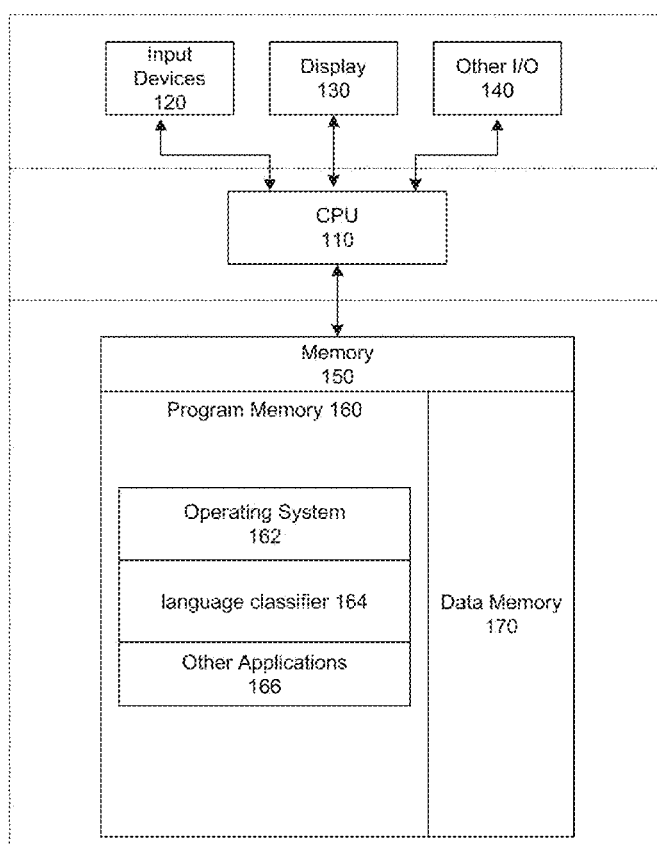 Input
Devices
120
Display
130
Other I/O
140
CPU
110
Memory
150
Program Memory 160
Operating System
162
language classifier 164
Other Applications
166
Data Memory
170